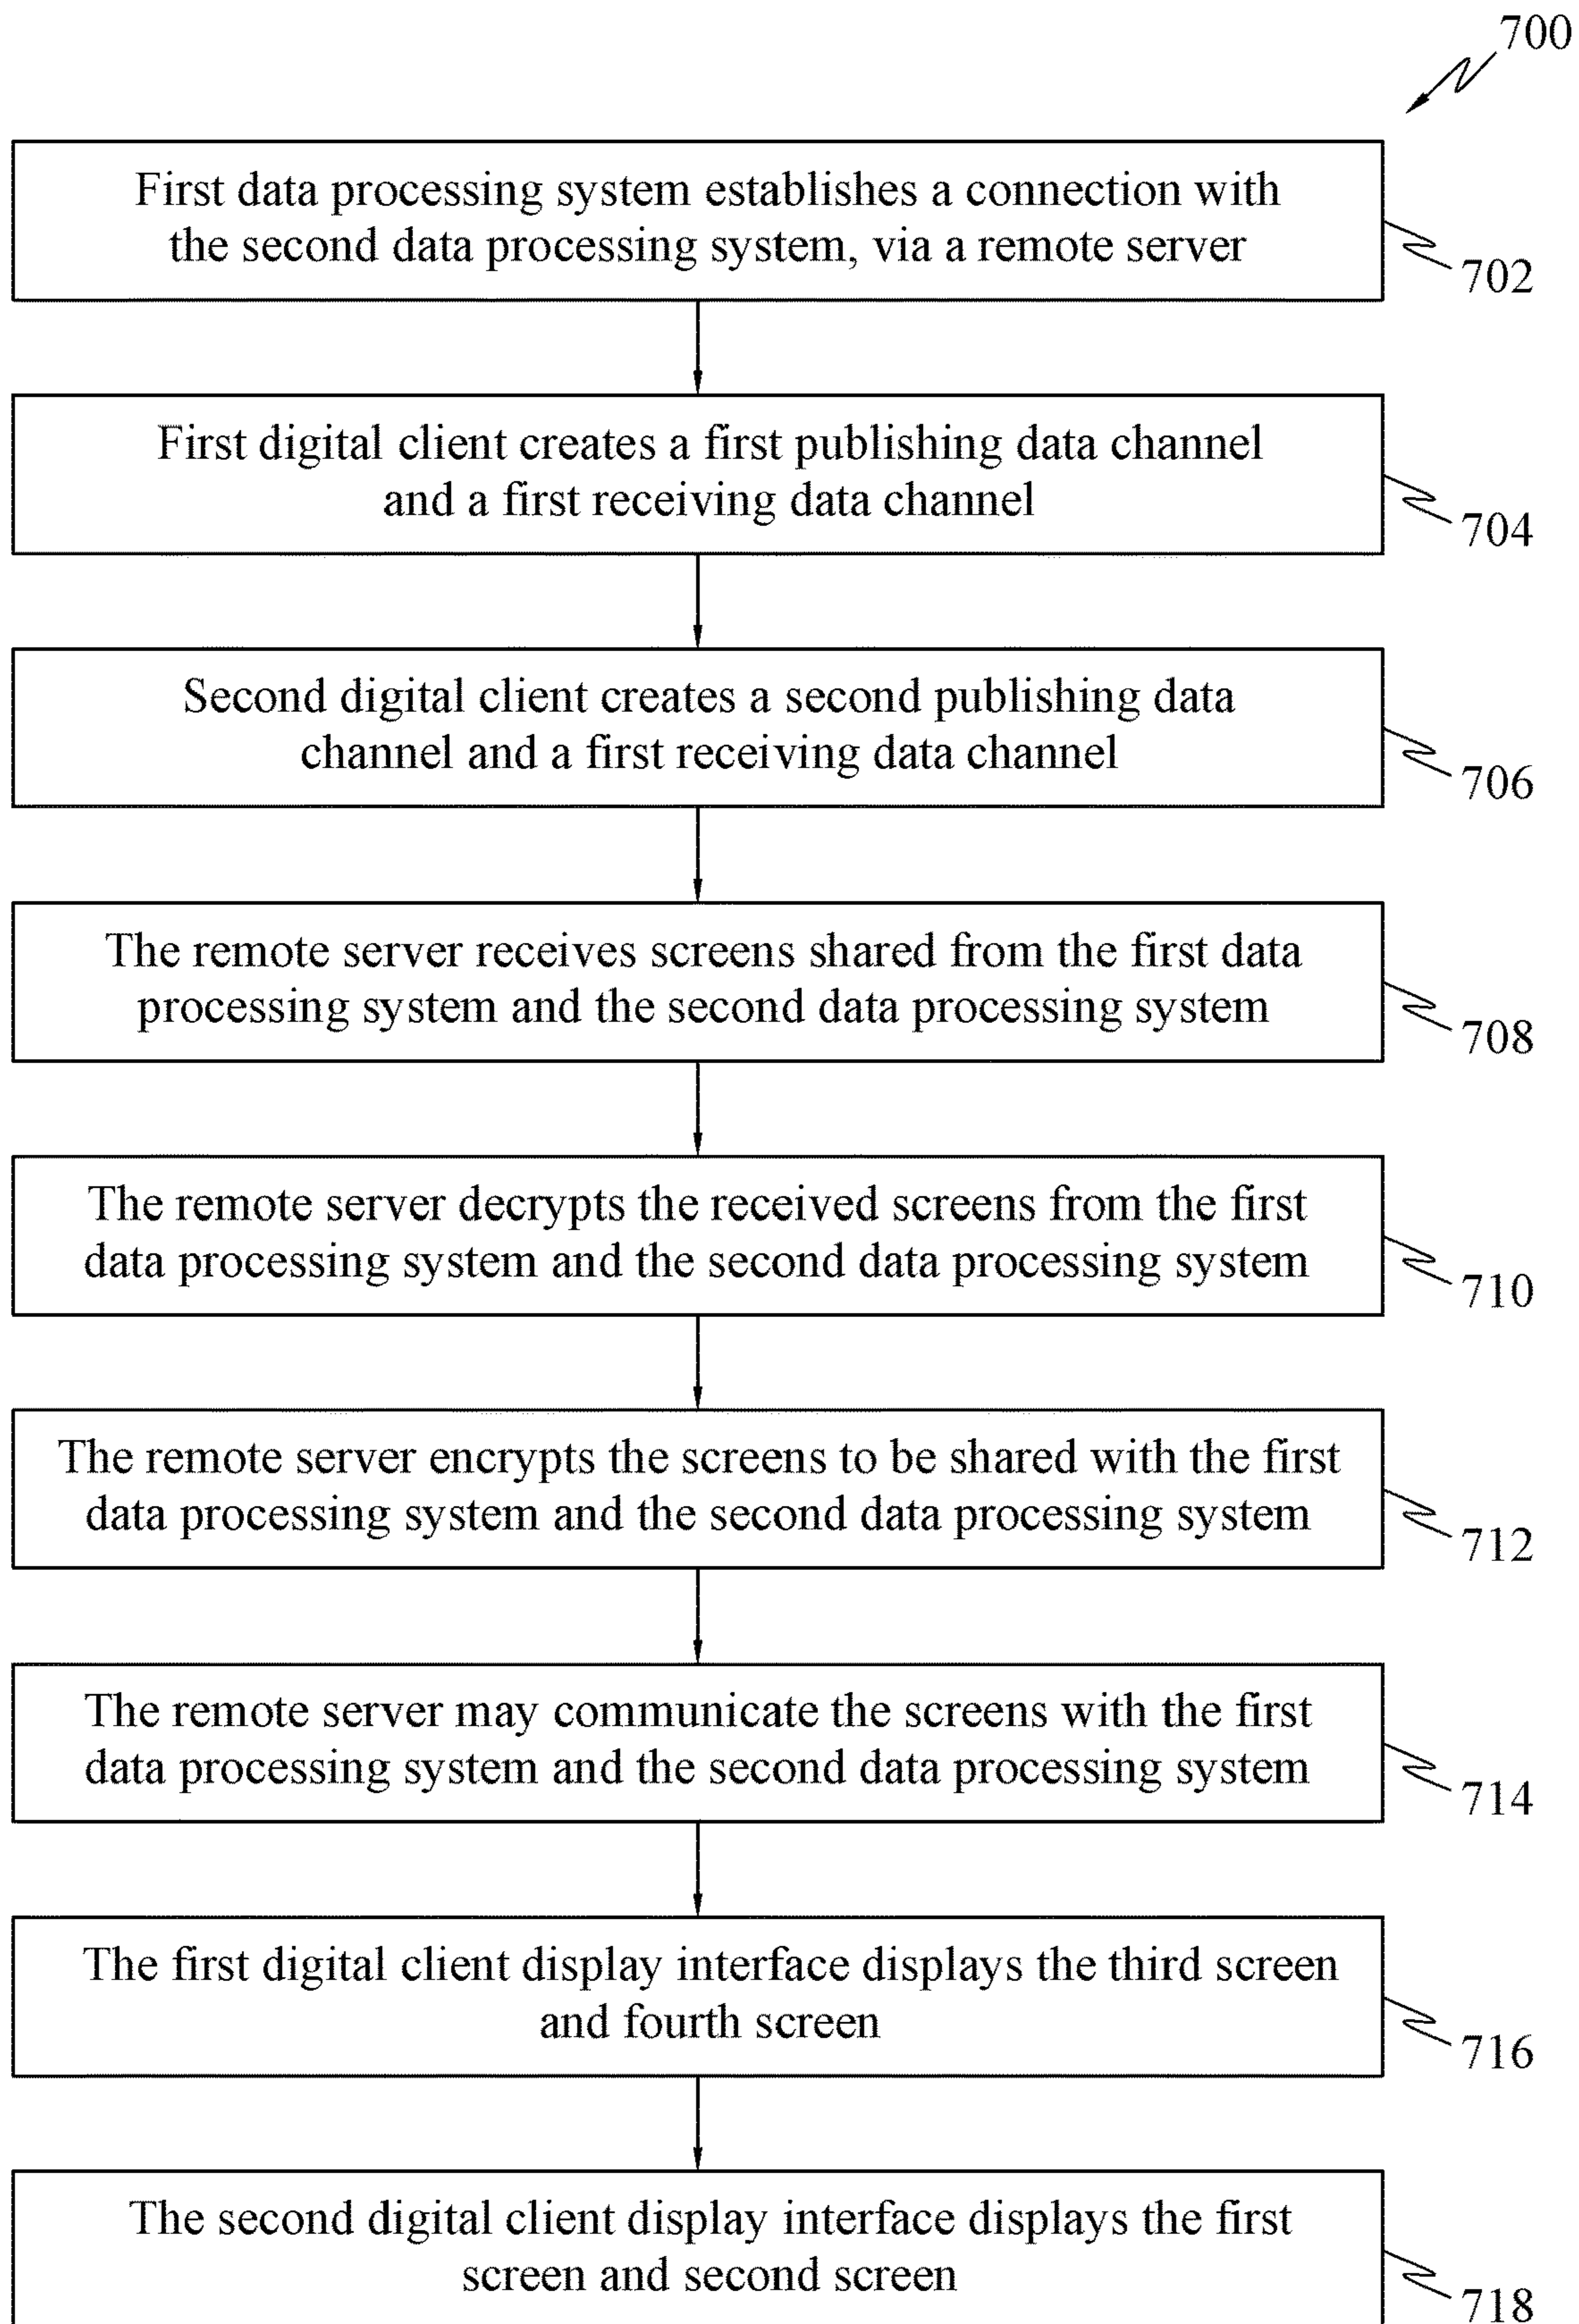 700
First data processing system establishes a connection with
the second data processing system, via a remote server
702
First digital client creates a first publishing data channel
and a first receiving data channel
704
Second digital client creates a second publishing data
channel and a first receiving data channel
706
The remote server receives screens shared from the first data
processing system and the second data processing system
708
The remote server decrypts the received screens from the first
data processing system and the second data processing system
710
The remote server encrypts the screens to be shared with the first
data processing system and the second data processing system
712
The remote server may communicate the screens with the first
data processing system and the second data processing system
714
The first digital client display interface displays the third screen
and fourth screen
716
The second digital client display interface displays the first
screen and second screen
718